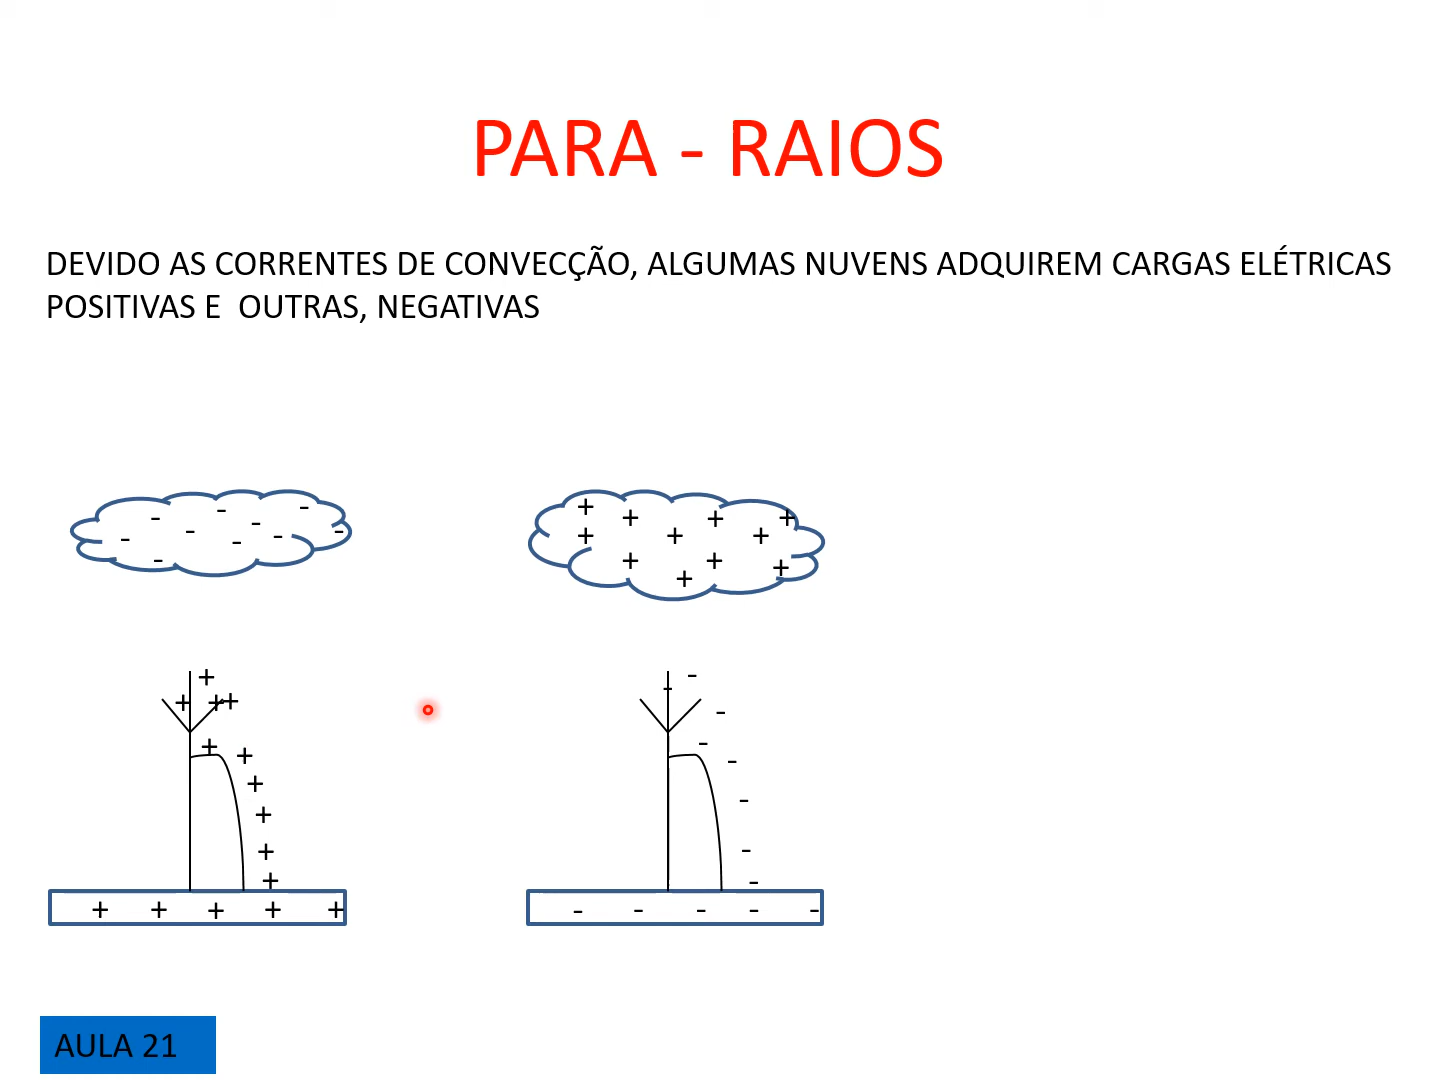 PARA - RAIOS
DEVIDO AS CORRENTES DE CONVECÇÃO, ALGUMAS NUVENS ADQUIREM CARGAS ELÉTRICAS
POSITIVAS E  OUTRAS, NEGATIVAS
AULA 21